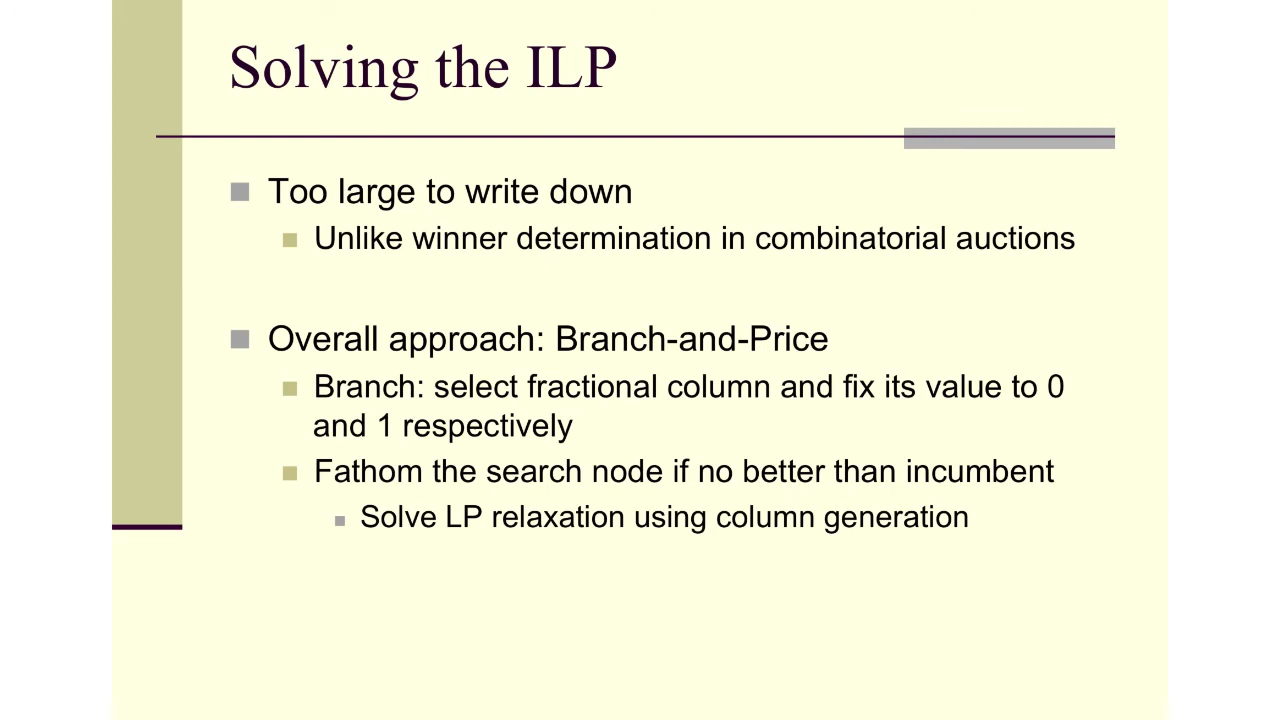 Solving the ILP
Too large to write down
Unlike winner determination in combinatorial auctions
Overall approach: Branch-and-Price
Branch: select fractional column and fix its value to 0
and 1 respectively
Fathom the search node if no better than incumbent
Solve LP relaxation using column generation